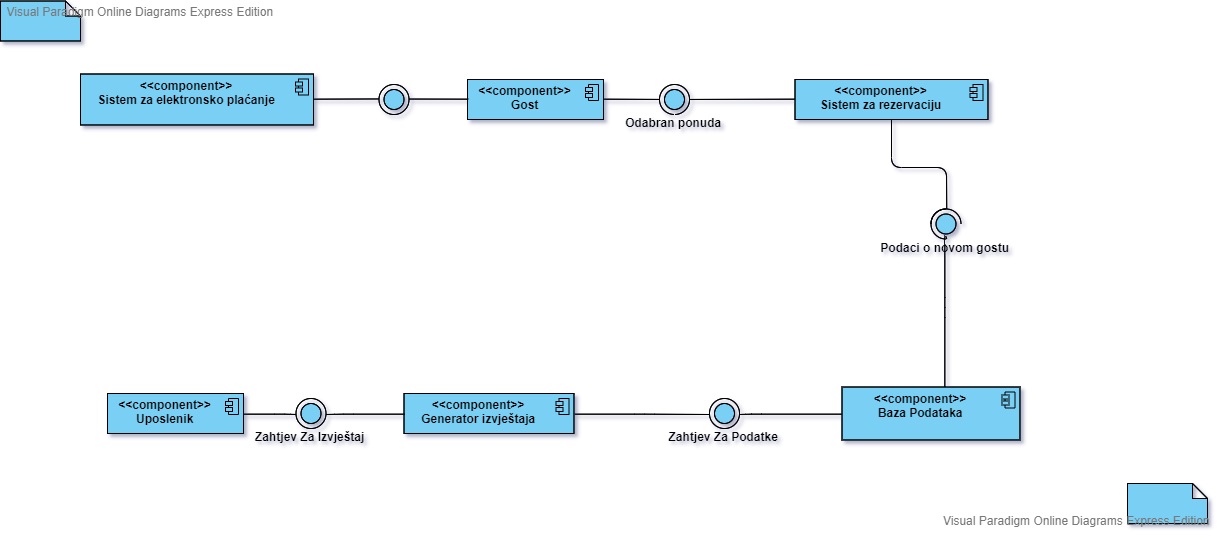 Visual Paradigm Online Diagrams Express Edition
<<component>>
Sistem za elektronsko plaćanje
<<component>>
Gost
Odabran ponuda
<<component>>
Sistem za rezervaciju
Podaci o novom gostu
<<component>>
Uposlenik
Zahtjev Za Izvještaj
<<component>>
Generator izvještaja
Zahtjev Za Podatke
<<component>>
Baza Podataka
Visual Paradigm Online Diagrams Express Edition